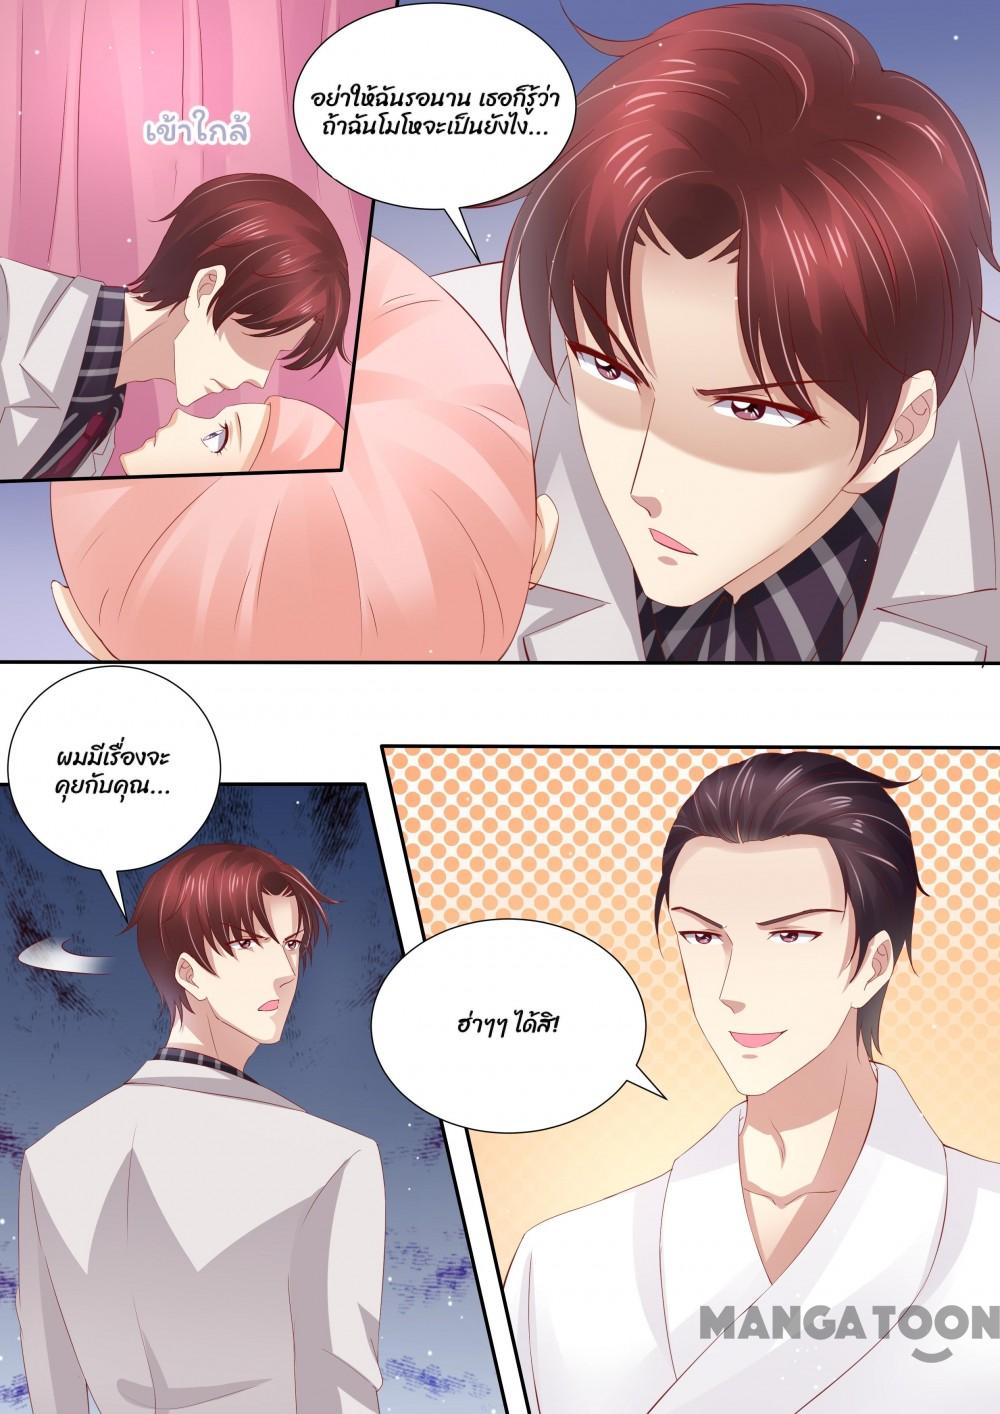 เข้าใกล้
อย่าให้ฉันรอนาน เธอก็รู้ว่า
ถ้าฉันโมโหจะเป็นยังไง...
ผมมีเรื่องจะ
คุยกับคุณ...
ฮ่าๆๆ ได้สิ!
MANGATOON